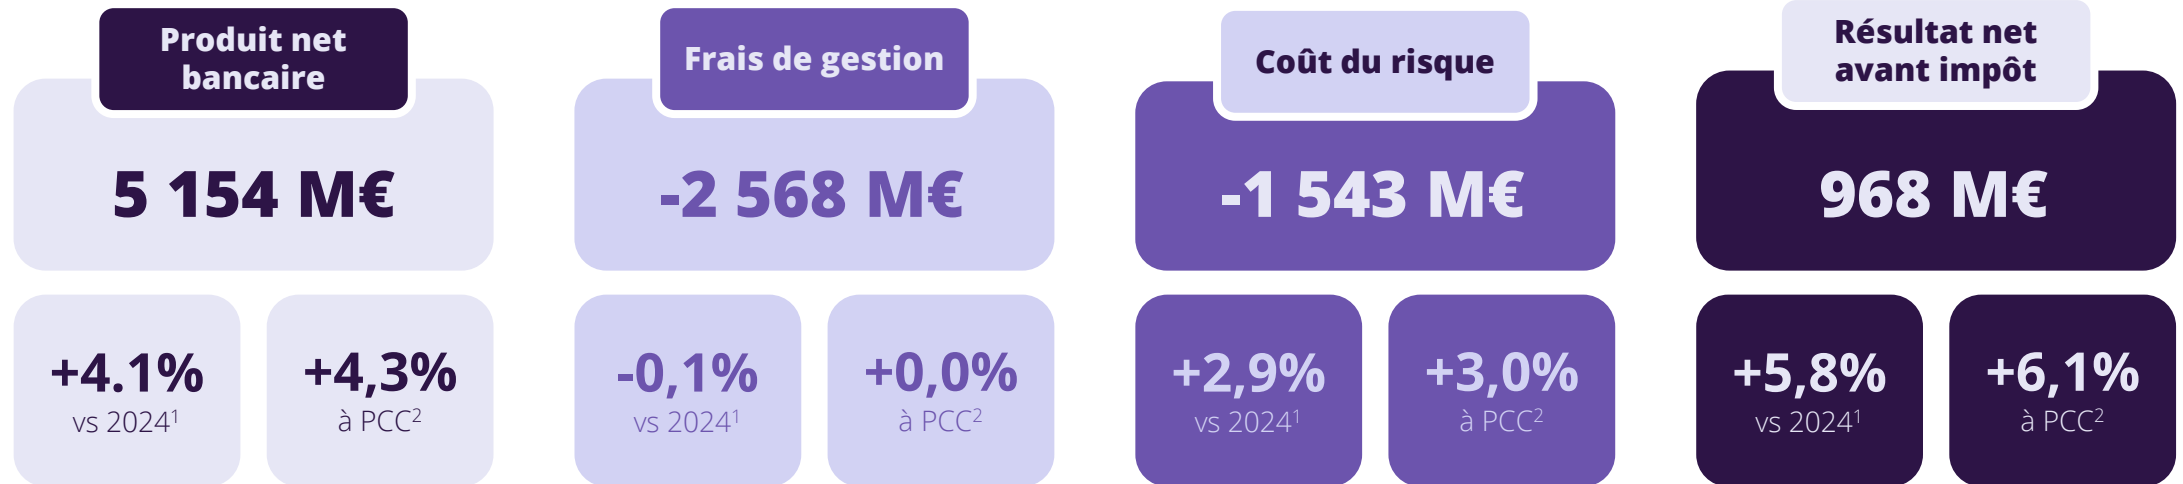 Produit net
bancaire
5 154 M€
+4.1%
vs 2024¹
+4,3%
à PCC²
Frais de gestion
-2 568 M€
-0,1%
vs 2024¹
+0,0%
à PCC²
Coût du risque
-1 543 M€
+2,9%
vs 2024¹
+3,0%
à PCC²
Résultat net
avant impôt
968 M€
+5,8%
vs 2024¹
+6,1%
à PCC²